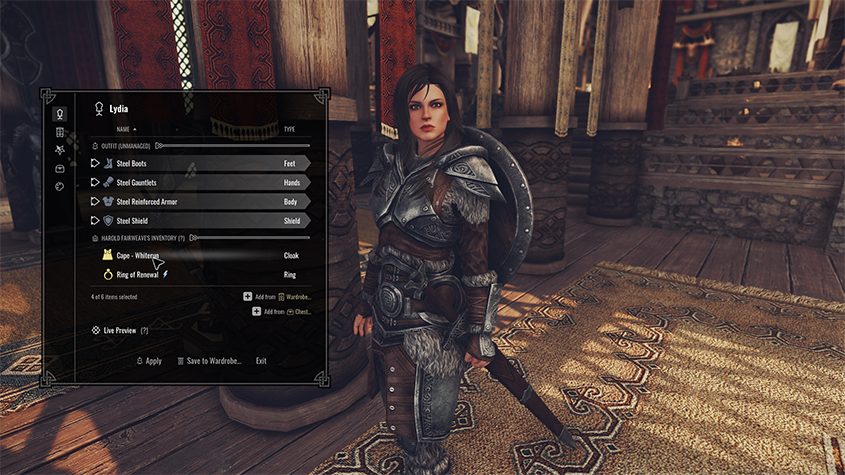 Lydia
NAME TYPE
OUTFIT (UNMANAGED)
Steel Boots Feet
Steel Gauntlets Hands
Steel Reinforced Armor Body
Steel Shield Shield
HAROLD FAIRWEAVE'S INVENTORY (?)
Cape - Whiterun Cloak
Ring of Renewal Ring
4 of 6 items selected + Add from Wardrobe...
+ Add from Chest...
Live Preview (?)
Apply Save to Wardrobe... Exit